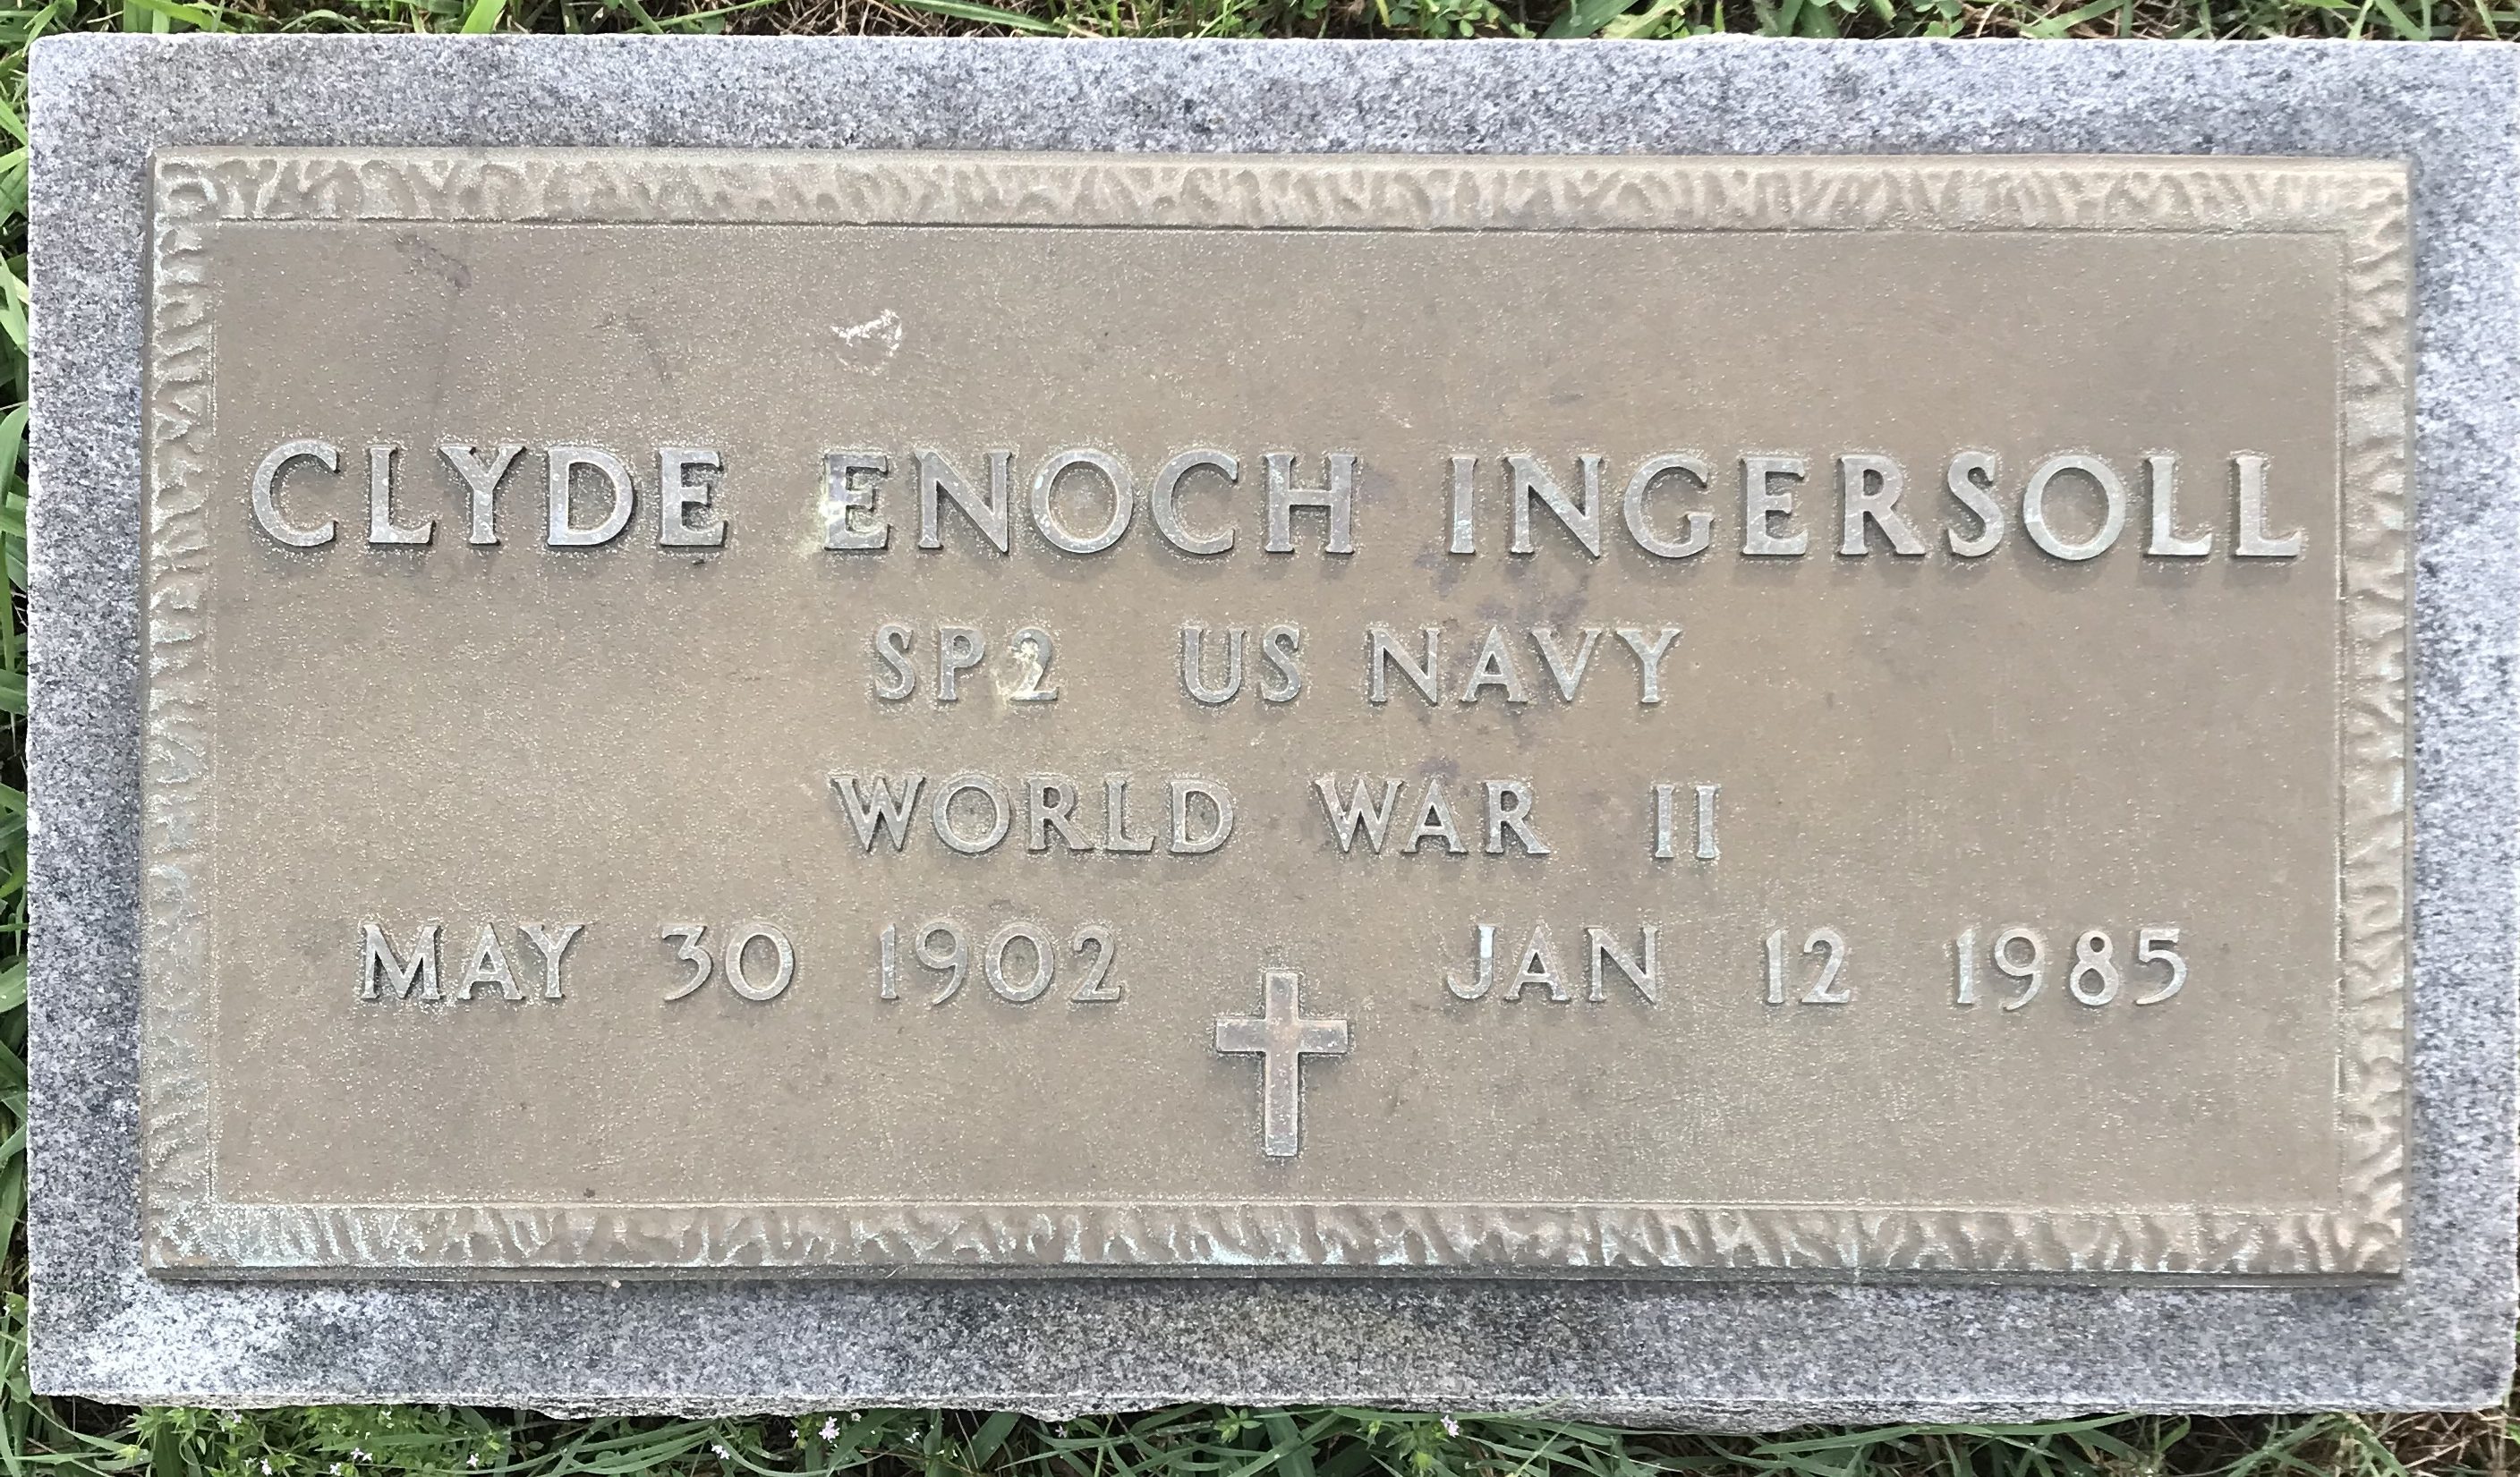 CLYDE ENOCH INGERSOLL
SP2 US NAVY
WORLD WAR II
MAY 30 1902 JAN 12 1985